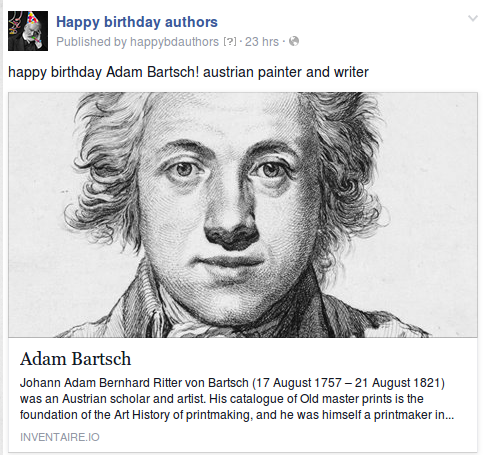 Happy birthday authors
Published by happybdauthors [?] · 23 hrs ·
happy birthday Adam Bartsch! austrian painter and writer
Adam Bartsch
Johann Adam Bernhard Ritter von Bartsch (17 August 1757 – 21 August 1821)
was an Austrian scholar and artist. His catalogue of Old master prints is the
foundation of the Art History of printmaking, and he was himself a printmaker in...
INVENTAIRE.IO